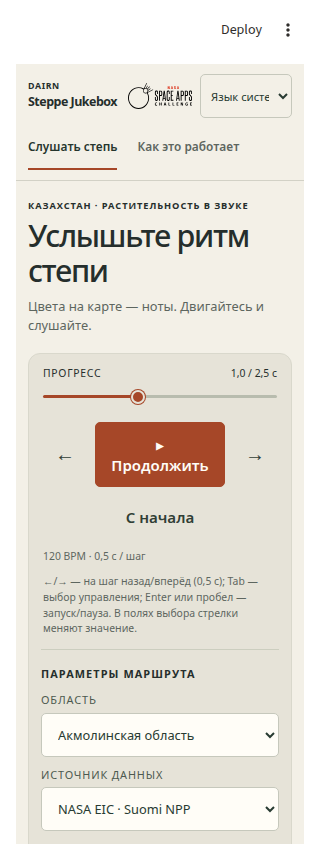 Deploy
DAIRN
Steppe Jukebox
NASA
SPACE APPS
CHALLENGE
Язык систе
Слушать степь
Как это работает
КАЗАХСТАН · РАСТИТЕЛЬНОСТЬ В ЗВУКЕ
Услышьте ритм
степи
Цвета на карте — ноты. Двигайтесь и
слушайте.
ПРОГРЕСС
1,0 / 2,5 с
←
▶
Продолжить
→
С начала
120 BPM · 0,5 с / шаг
←/→ — на шаг назад/вперёд (0,5 с); Tab —
выбор управления; Enter или пробел —
запуск/пауза. В полях выбора стрелки
меняют значение.
ПАРАМЕТРЫ МАРШРУТА
ОБЛАСТЬ
Акмолинская область
ИСТОЧНИК ДАННЫХ
NASA EIC · Suomi NPP